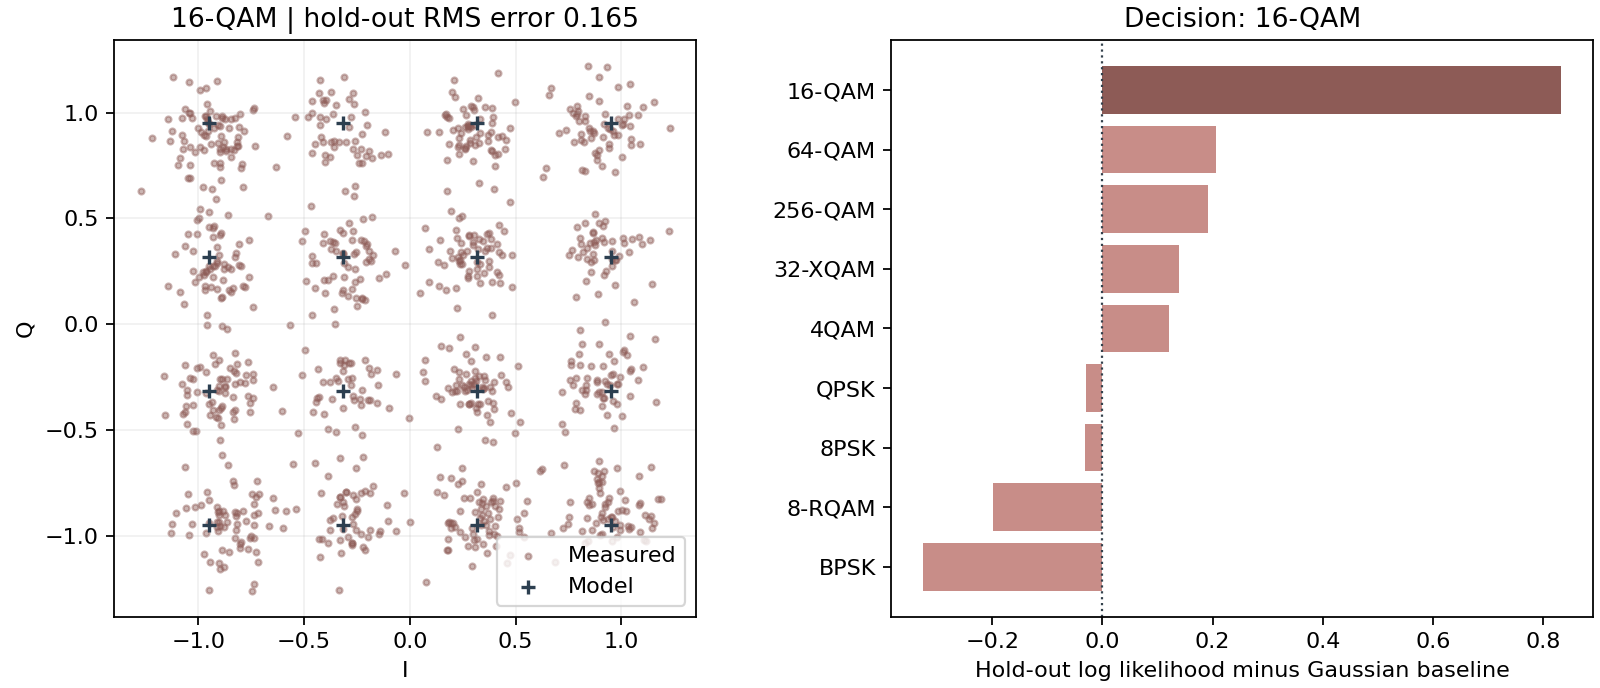 16-QAM | hold-out RMS error 0.165
1.0
0.5
0.0
−0.5
−1.0
Q
−1.0
−0.5
0.0
0.5
1.0
I
Measured
Model
Decision: 16-QAM
16-QAM
64-QAM
256-QAM
32-XQAM
4QAM
QPSK
8PSK
8-RQAM
BPSK
−0.2
0.0
0.2
0.4
0.6
0.8
Hold-out log likelihood minus Gaussian baseline